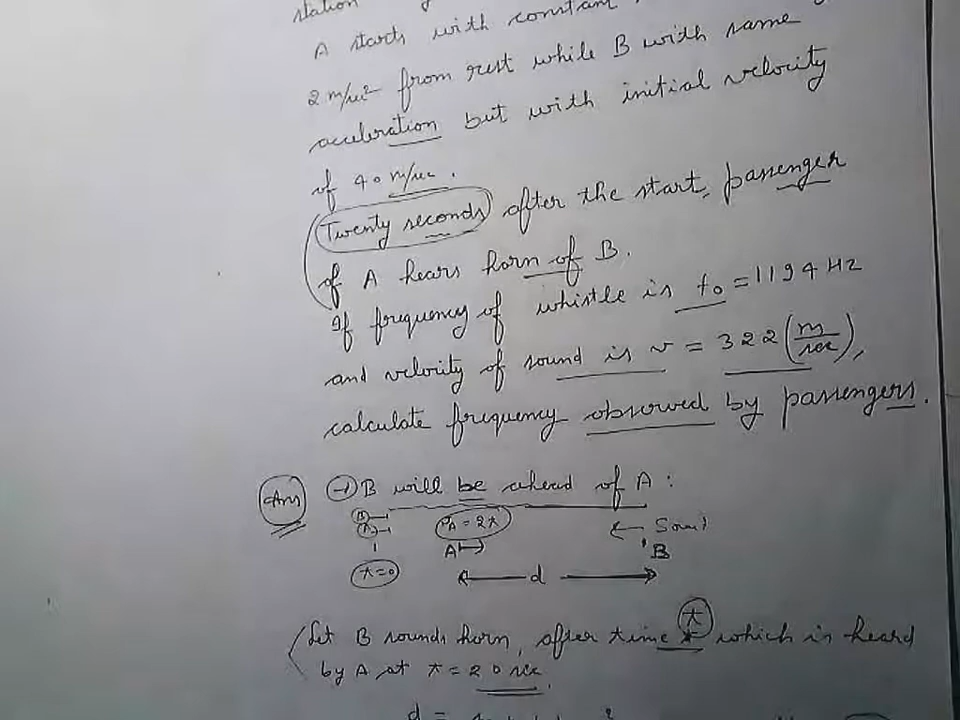 station
A starts with constant
2 m/sec² from rest while B with same
aceleration but with initial velocity
of 40 m/sec.
Twenty seconds after the start, passenger
of A hears horn of B.
If frequency of whistle is f₀ = 1194 Hz
and velocity of sound is v = 322 (m/sec),
calculate frequency observed by passengers.
Ans → B will be ahead of A :
B
A
t=0
A
= 2t
← Sound
B
d
Let B sounds horn, after time t which is heard
by A at t = 20 sec.
d =